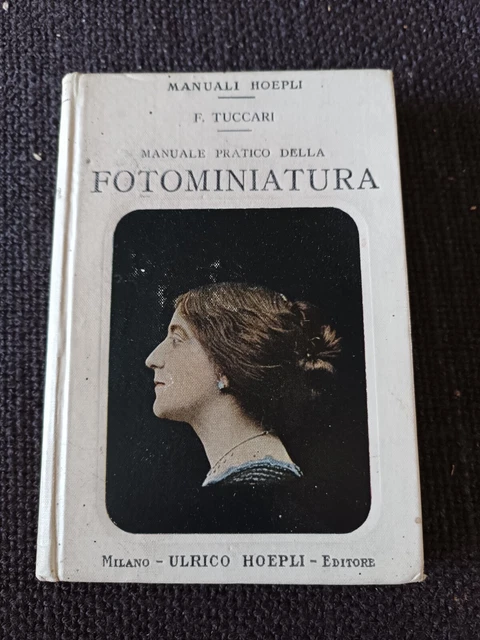 MANUALI HOEPLI
F. TUCCARI
MANUALE PRATICO DELLA
FOTOMINIATURA
MILANO - ULRICO HOEPLI - EDITORE